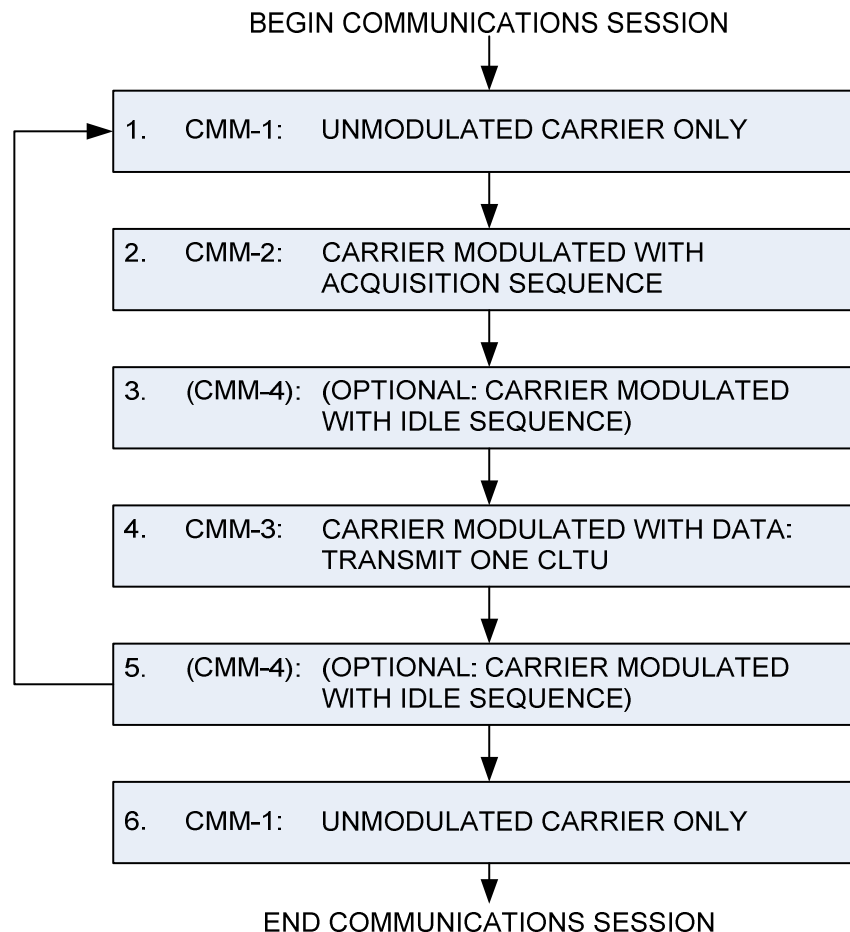 BEGIN COMMUNICATIONS SESSION
1. CMM-1: UNMODULATED CARRIER ONLY
2. CMM-2: CARRIER MODULATED WITH
ACQUISITION SEQUENCE
3. (CMM-4): (OPTIONAL: CARRIER MODULATED
WITH IDLE SEQUENCE)
4. CMM-3: CARRIER MODULATED WITH DATA:
TRANSMIT ONE CLTU
5. (CMM-4): (OPTIONAL: CARRIER MODULATED
WITH IDLE SEQUENCE)
6. CMM-1: UNMODULATED CARRIER ONLY
END COMMUNICATIONS SESSION